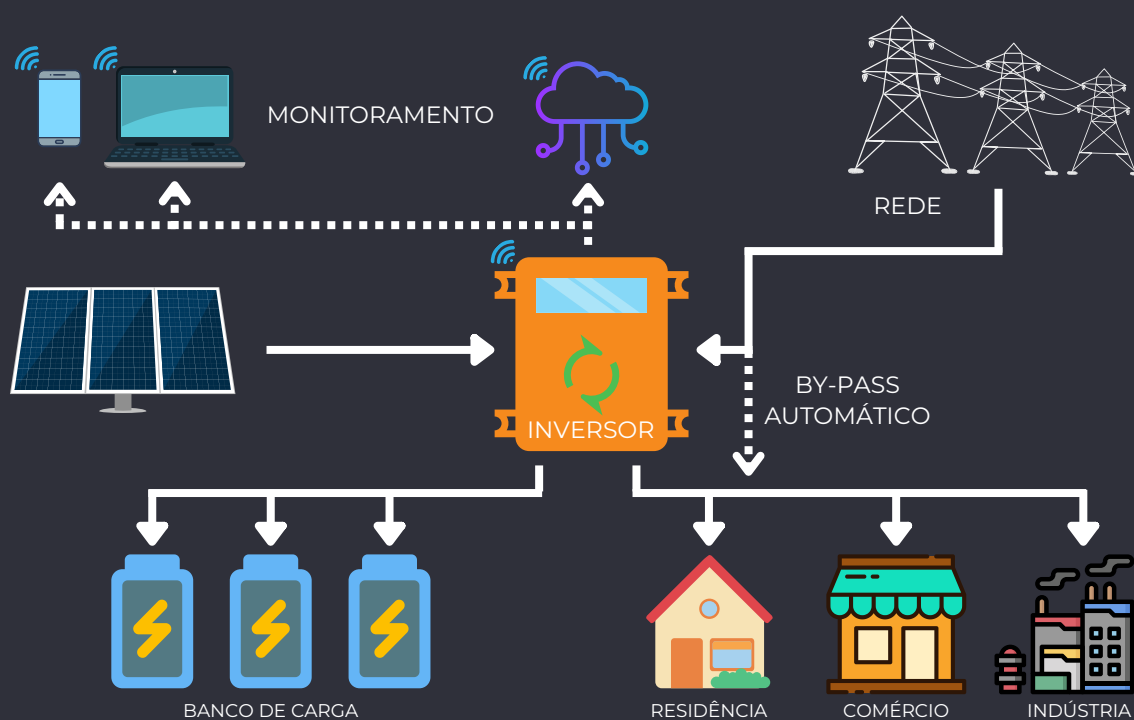 MONITORAMENTO
REDE
BY-PASS
AUTOMÁTICO
INVERSOR
BANCO DE CARGA
RESIDÊNCIA
COMÉRCIO
INDÚSTRIA